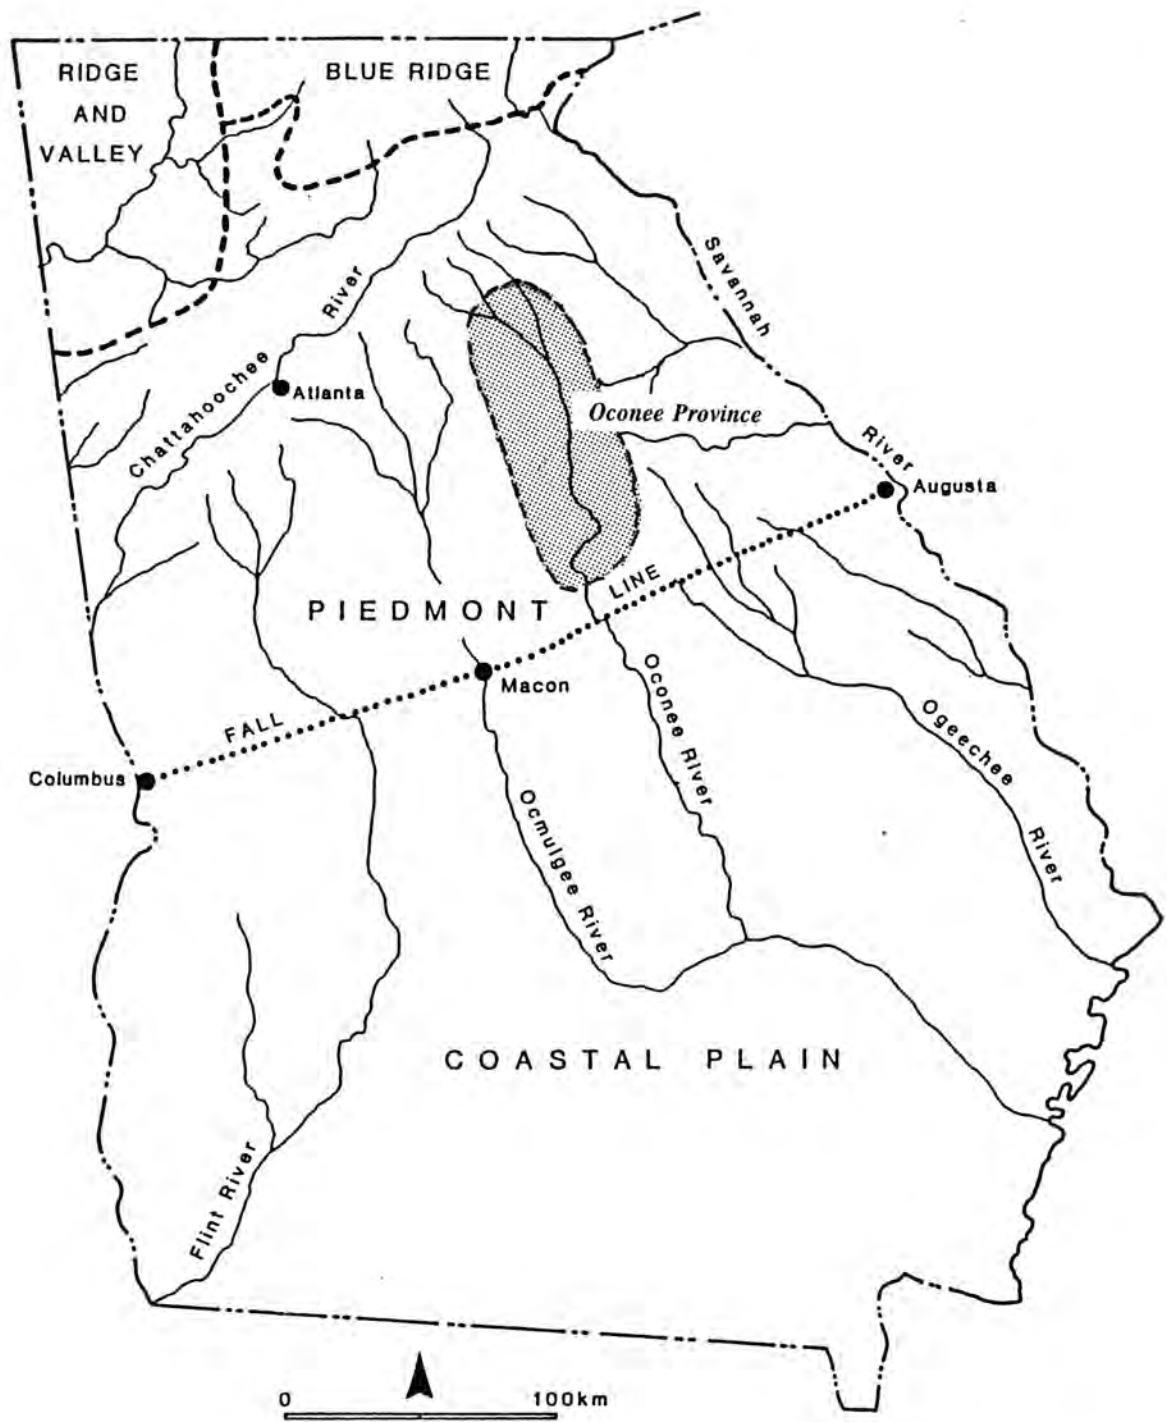 RIDGE
AND
VALLEY
BLUE RIDGE
Savannah
River
Chattahoochee
River
Atlanta
Oconee Province
Augusta
PIEDMONT
FALL
LINE
Macon
Columbus
Oconee River
Ogeechee
River
Ocmulgee River
COASTAL PLAIN
Flint River
0
100km